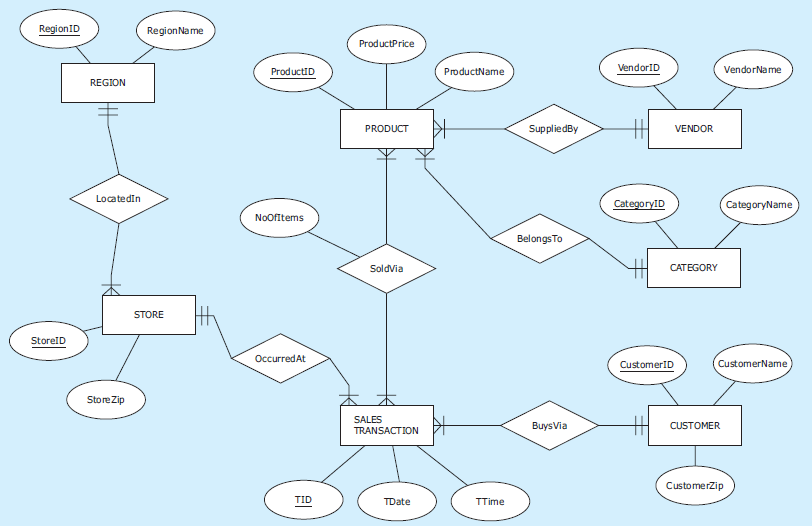 RegionID
RegionName
REGION
ProductPrice
ProductID
ProductName
PRODUCT
SuppliedBy
VendorID
VendorName
VENDOR
LocatedIn
NoOfItems
SoldVia
BelongsTo
CategoryID
CategoryName
CATEGORY
STORE
StoreID
StoreZip
OccurredAt
SALES
TRANSACTION
BuysVia
CustomerID
CustomerName
CUSTOMER
CustomerZip
TID
TDate
TTime